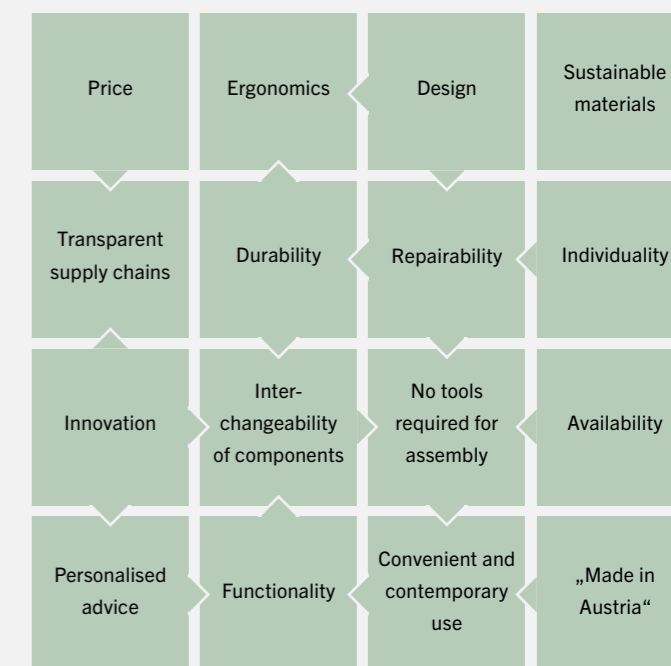 Price
Ergonomics
Design
Sustainable
materials
Transparent
supply chains
Durability
Repairability
Individuality
Innovation
Inter-
changeability
of components
No tools
required for
assembly
Availability
Personalised
advice
Functionality
Convenient and
contemporary
use
„Made in
Austria“